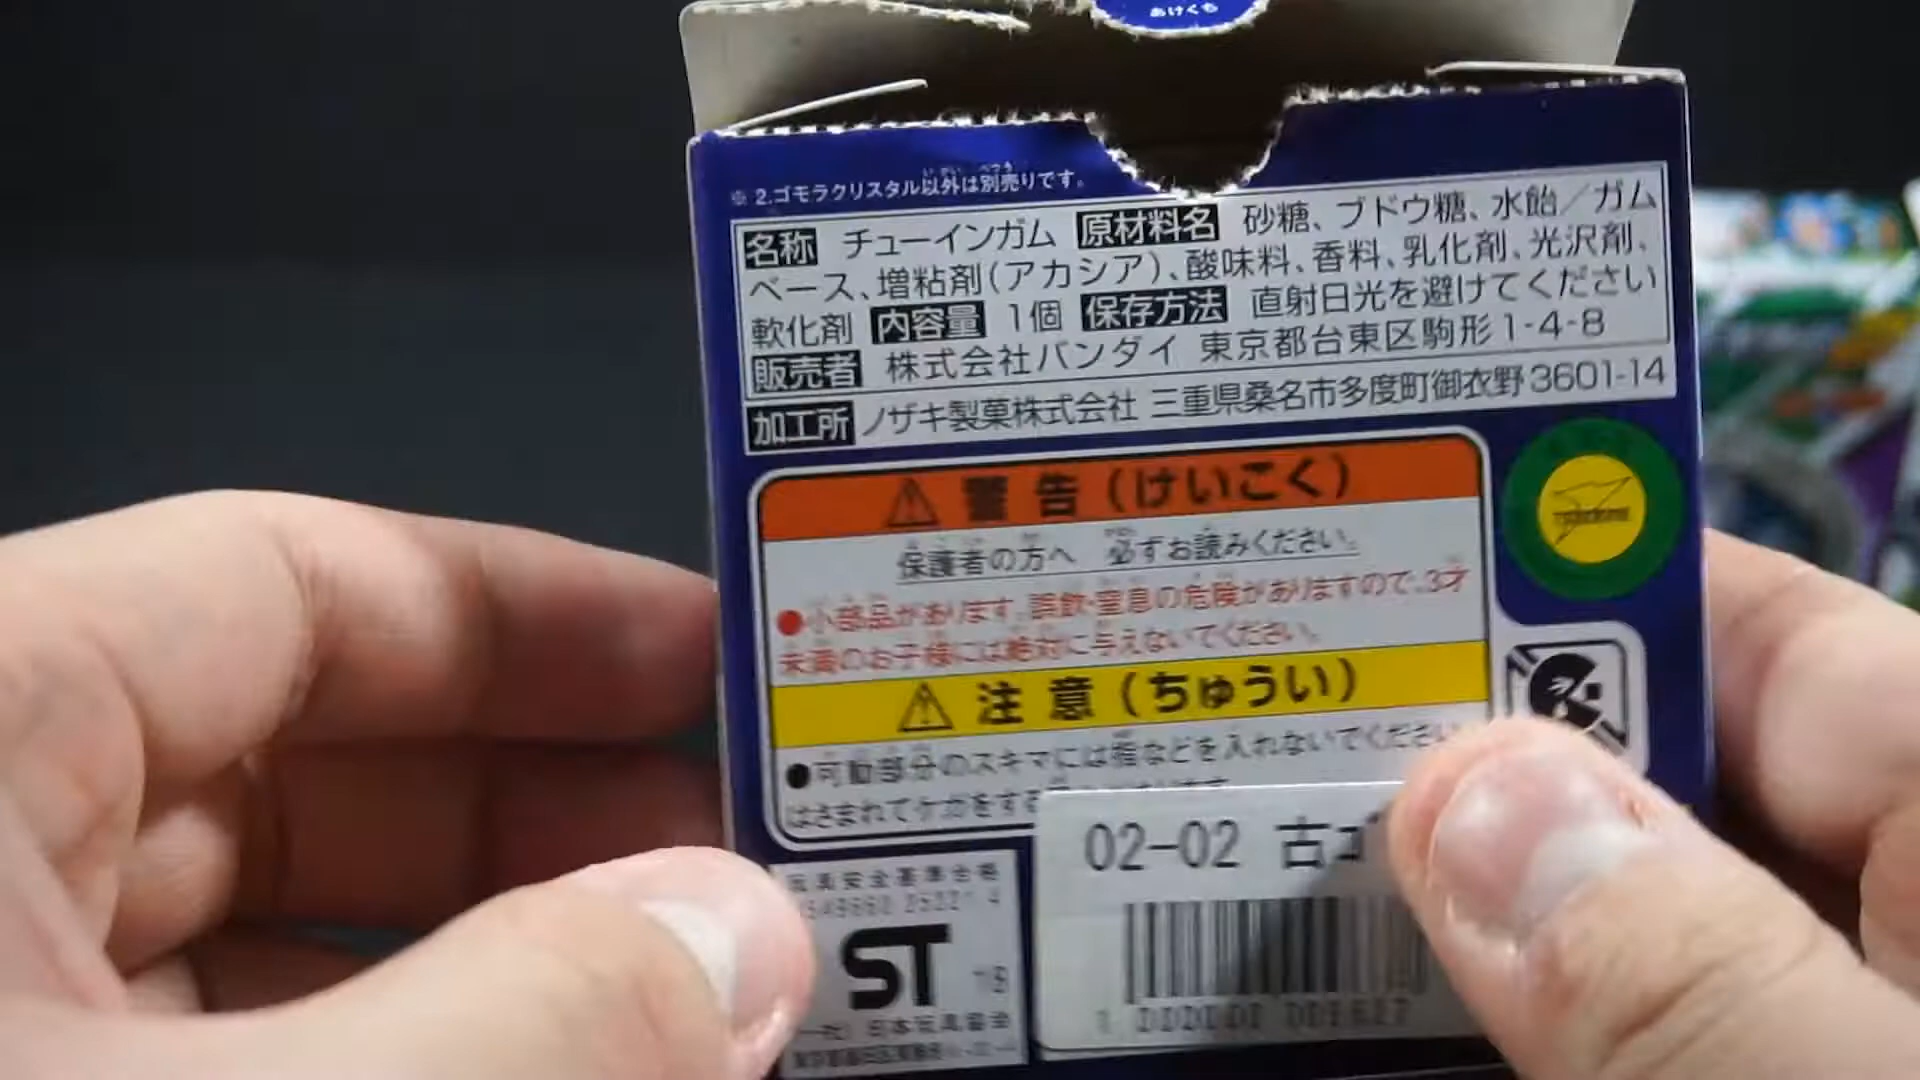 あけくち
※2.ゴモラクリスタル以外は別売りです。
名称 チューインガム 原材料名 砂糖、ブドウ糖、水飴／ガム
ベース、増粘剤(アカシア)、酸味料、香料、乳化剤、光沢剤、
軟化剤 内容量 1個 保存方法 直射日光を避けてください
販売者 株式会社バンダイ 東京都台東区駒形1-4-8
加工所 ノザキ製菓株式会社 三重県桑名市多度町御衣野3601-14
警告(けいこく)
保護者の方へ 必ずお読みください。
●小部品があります。誤飲・窒息の危険がありますので、3才
未満のお子様には絶対に与えないでください。
注意(ちゅうい)
●可動部分のスキマには指などを入れないでください
はさまれてケガをする
02-02 古
玩具安全基準合格
ST
日本玩具協会